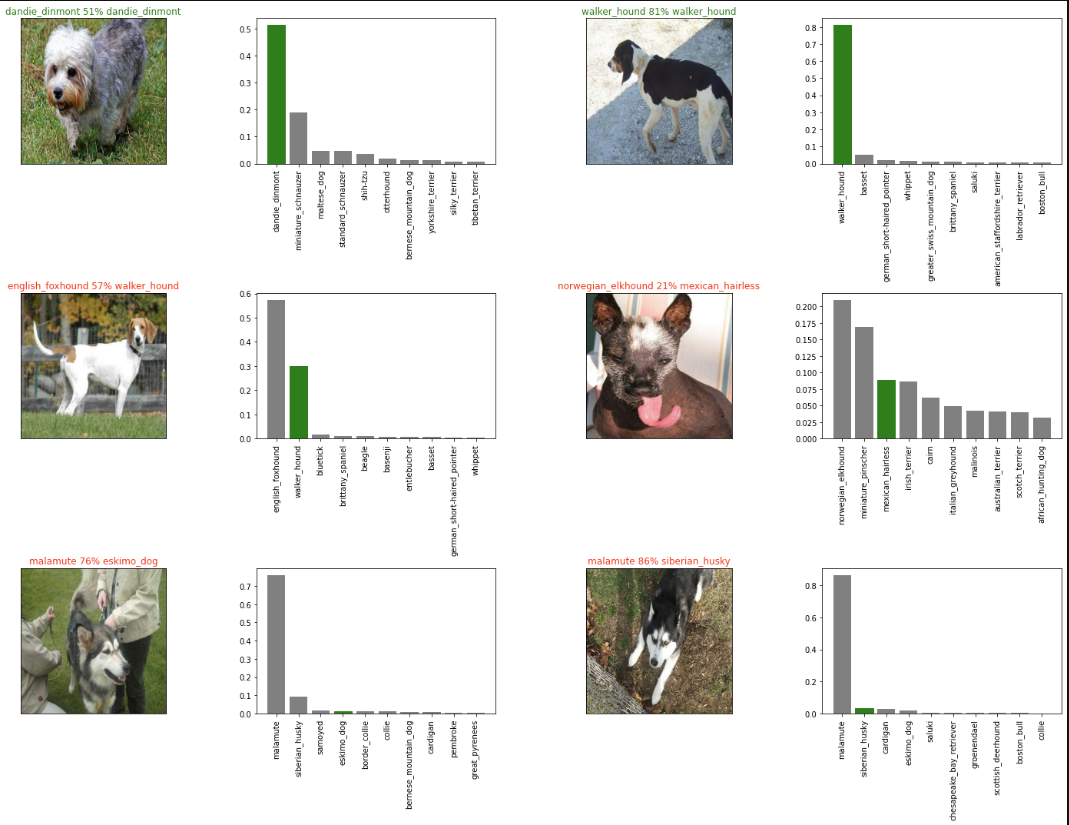 dandie_dinmont 51% dandie_dinmont
0.5
0.4
0.3
0.2
0.1
0.0
dandie_dinmont
miniature_schnauzer
maltese_dog
standard_schnauzer
shih-tzu
otterhound
bernese_mountain_dog
yorkshire_terrier
silky_terrier
tibetan_terrier
walker_hound 81% walker_hound
0.8
0.7
0.6
0.5
0.4
0.3
0.2
0.1
0.0
walker_hound
basset
german_short-haired_pointer
whippet
greater_swiss_mountain_dog
brittany_spaniel
saluki
american_staffordshire_terrier
labrador_retriever
boston_bull
english_foxhound 57% walker_hound
0.6
0.5
0.4
0.3
0.2
0.1
0.0
english_foxhound
walker_hound
bluetick
brittany_spaniel
beagle
basenji
entlebucher
basset
german_short-haired_pointer
whippet
norwegian_elkhound 21% mexican_hairless
0.200
0.175
0.150
0.125
0.100
0.075
0.050
0.025
0.000
norwegian_elkhound
miniature_pinscher
mexican_hairless
irish_terrier
cairn
italian_greyhound
malinois
australian_terrier
scotch_terrier
african_hunting_dog
malamute 76% eskimo_dog
0.7
0.6
0.5
0.4
0.3
0.2
0.1
0.0
malamute
siberian_husky
samoyed
eskimo_dog
border_collie
collie
bernese_mountain_dog
cardigan
pembroke
great_pyrenees
malamute 86% siberian_husky
0.8
0.6
0.4
0.2
0.0
malamute
siberian_husky
cardigan
eskimo_dog
saluki
chesapeake_bay_retriever
groenendael
scottish_deerhound
boston_bull
collie